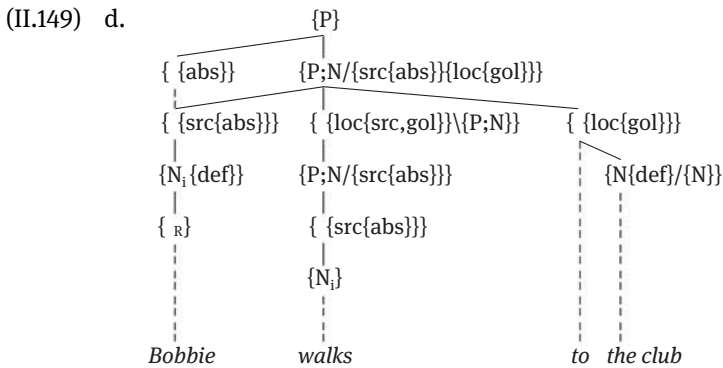 (II.149) d. {P}
{ {abs}} {P;N/{src{abs}}{loc{gol}}}
{ {src{abs}}} { {loc{src,gol}}\{P;N}} { {loc{gol}}}
{Nᵢ{def}} {P;N/{src{abs}}} {N{def}/{N}}
{ R} { {src{abs}}}
{Nᵢ}
Bobbie walks to the club